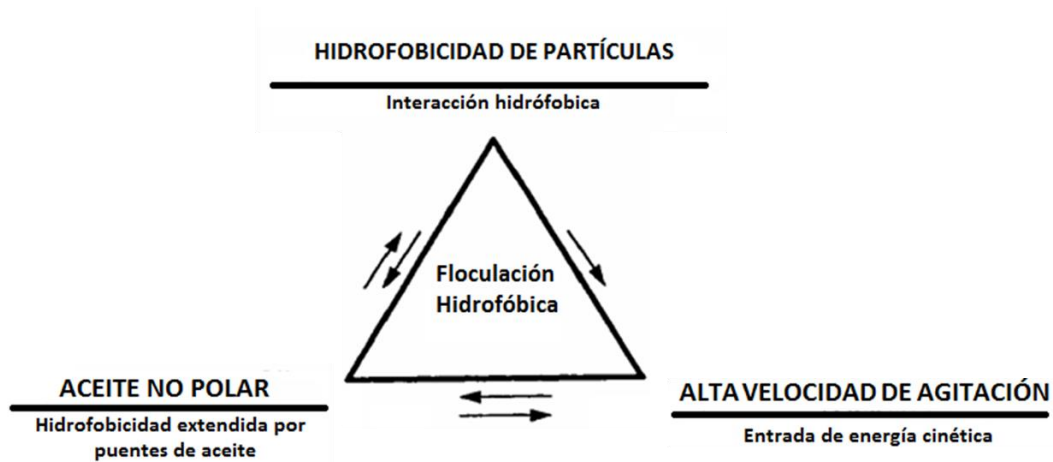 HIDROFOBICIDAD DE PARTÍCULAS
Interacción hidrófobica
Floculación
Hidrofóbica
ACEITE NO POLAR
Hidrofobicidad extendida por
puentes de aceite
ALTA VELOCIDAD DE AGITACIÓN
Entrada de energía cinética